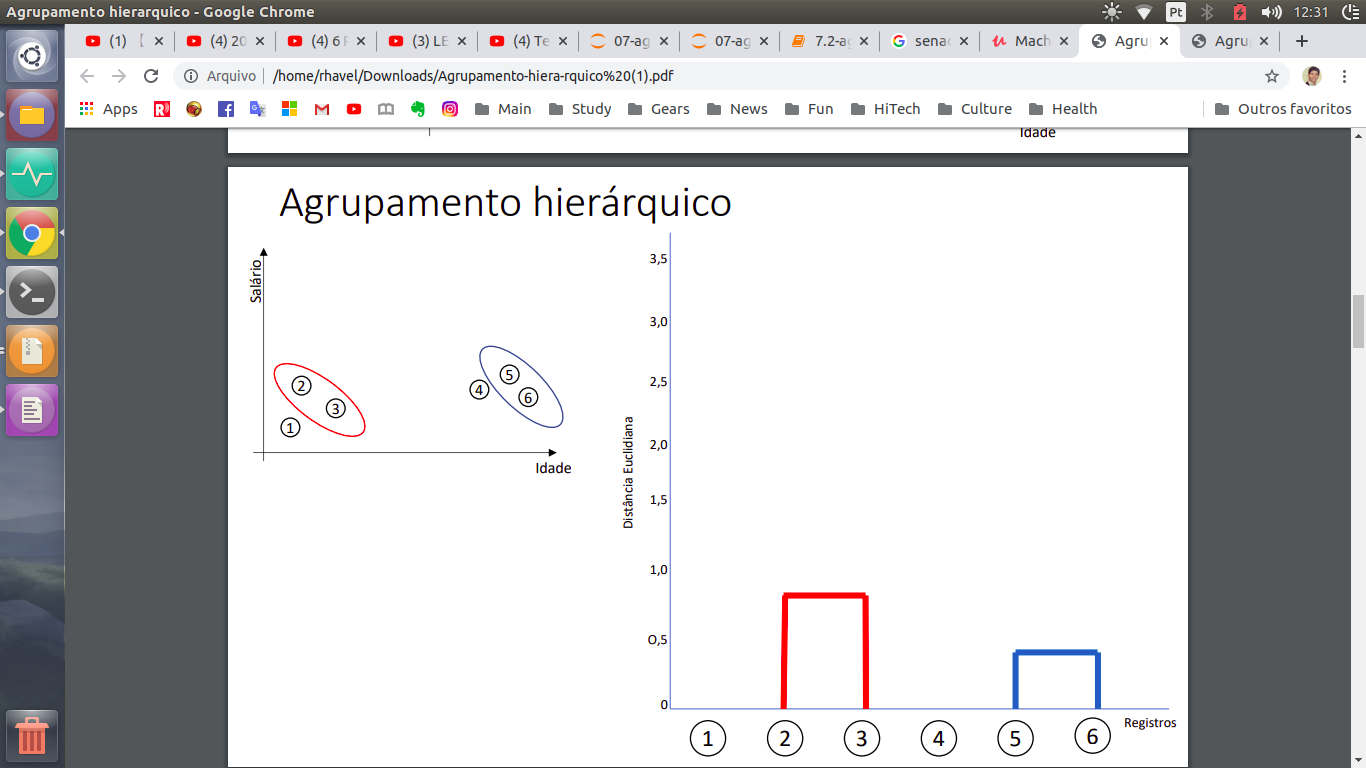 Agrupamento hierarquico - Google Chrome
Pt
12:31
(1)
(4) 20
(4) 6 F
(3) LE
(4) Te
07-ag
07-ag
7.2-ag
senac
Mach
Agru
Agru
Arquivo
/home/rhavel/Downloads/Agrupamento-hiera-rquico%20(1).pdf
Apps
Main
Study
Gears
News
Fun
HiTech
Culture
Health
Outros favoritos
Idade
Agrupamento hierárquico
Salário
2
3
1
5
4
6
Idade
Distância Euclidiana
3,5
3,0
2,5
2,0
1,5
1,0
O,5
0
1 2 3 4 5 6
Registros